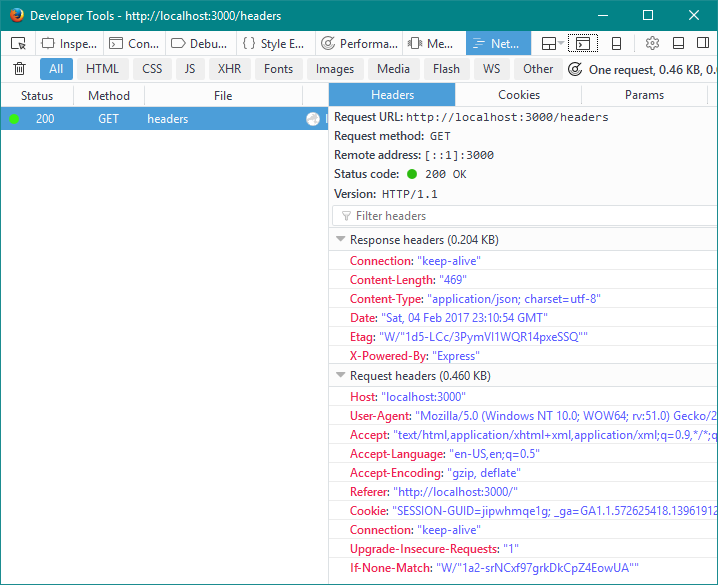 Developer Tools - http://localhost:3000/headers
Inspe... Con... Debu... { } Style E... Performa... Me... Net...
All HTML CSS JS XHR Fonts Images Media Flash WS Other One request, 0.46 KB, 0.0
Status Method File Headers Cookies Params
200 GET headers
Request URL: http://localhost:3000/headers
Request method: GET
Remote address: [::1]:3000
Status code: 200 OK
Version: HTTP/1.1
Filter headers
Response headers (0.204 KB)
Connection: "keep-alive"
Content-Length: "469"
Content-Type: "application/json; charset=utf-8"
Date: "Sat, 04 Feb 2017 23:10:54 GMT"
Etag: "W/"1d5-LCc/3PymVl1WQR14pxeSSQ""
X-Powered-By: "Express"
Request headers (0.460 KB)
Host: "localhost:3000"
User-Agent: "Mozilla/5.0 (Windows NT 10.0; WOW64; rv:51.0) Gecko/2
Accept: "text/html,application/xhtml+xml,application/xml;q=0.9,*/*;q
Accept-Language: "en-US,en;q=0.5"
Accept-Encoding: "gzip, deflate"
Referer: "http://localhost:3000/"
Cookie: "SESSION-GUID=jipwhmqe1g; _ga=GA1.1.572625418.13961912
Connection: "keep-alive"
Upgrade-Insecure-Requests: "1"
If-None-Match: "W/"1a2-srNCxf97grkDkCpZ4EowUA""